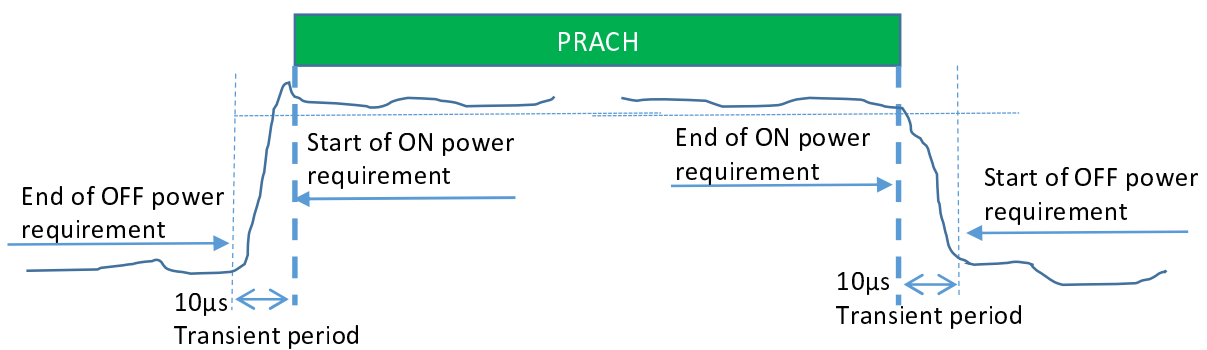 PRACH
Start of ON power
requirement
End of ON power
requirement
End of OFF power
requirement
Start of OFF power
requirement
10µs
Transient period
10µs
Transient period